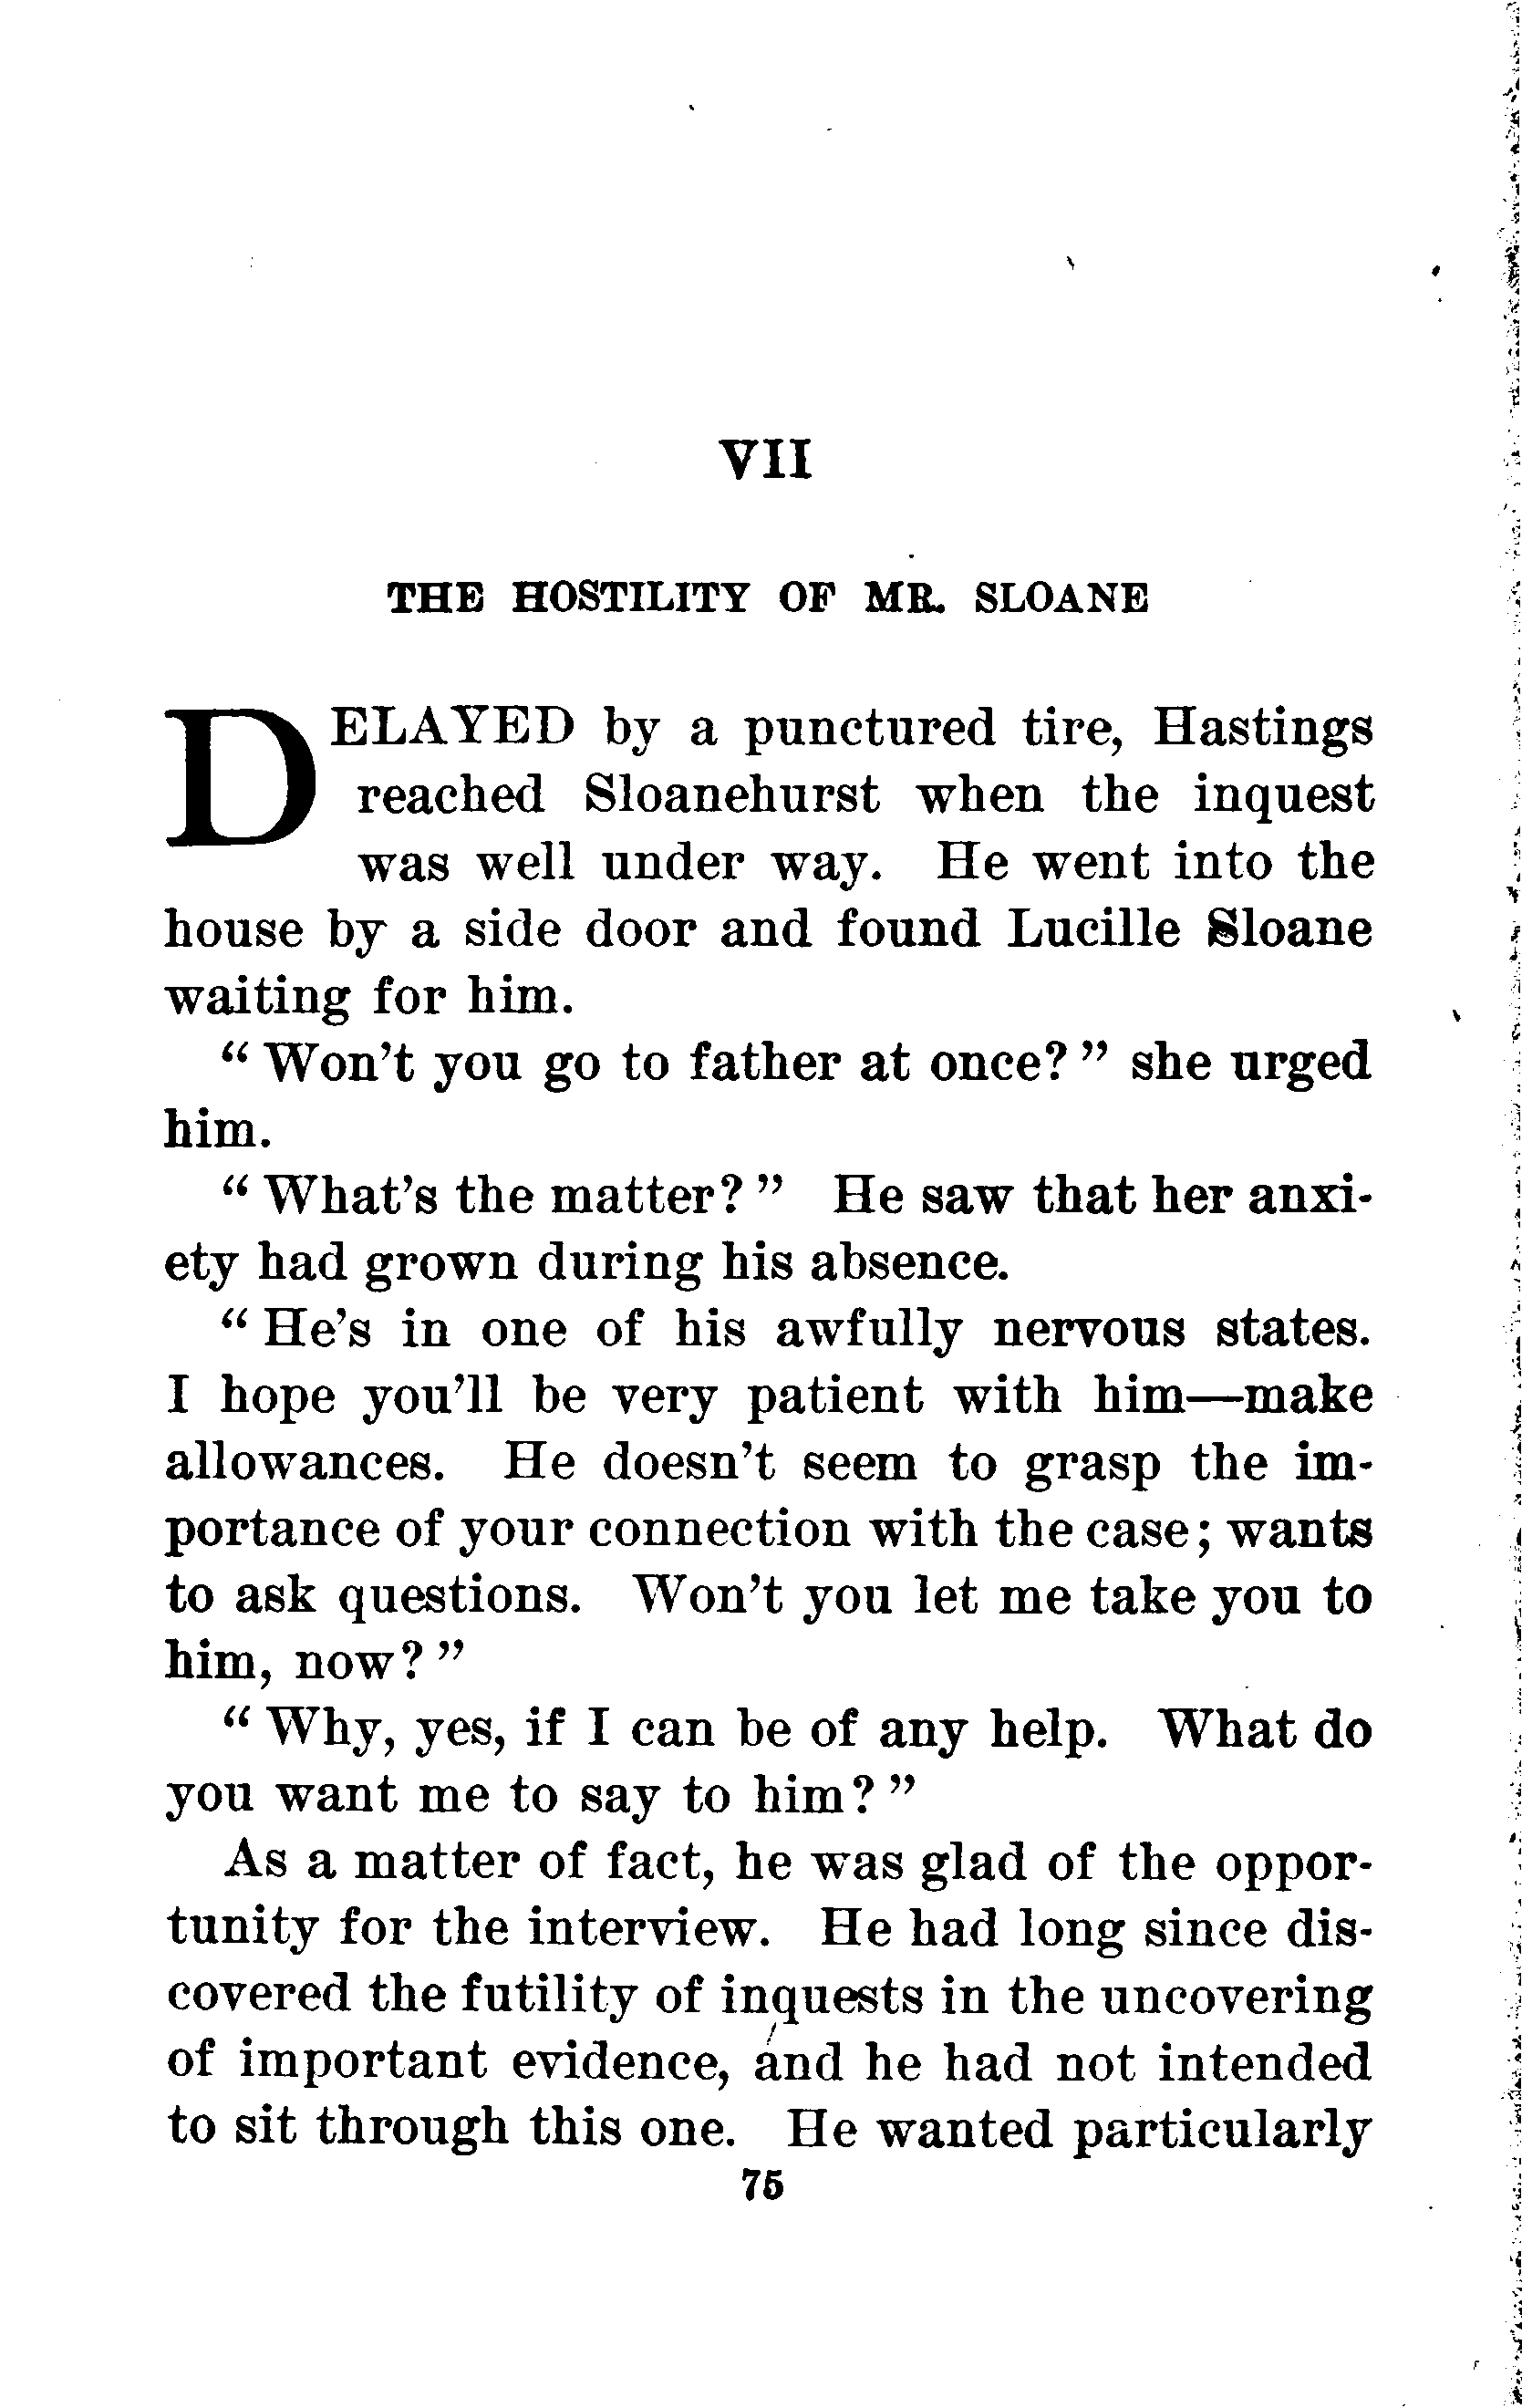 VII
THE HOSTILITY OF MR. SLOANE
DELAYED by a punctured tire, Hastings
reached Sloanehurst when the inquest
was well under way. He went into the
house by a side door and found Lucille Sloane
waiting for him.
“ Won’t you go to father at once? ” she urged
him.
“ What’s the matter? ” He saw that her anxi-
ety had grown during his absence.
“ He’s in one of his awfully nervous states.
I hope you’ll be very patient with him—make
allowances. He doesn’t seem to grasp the im-
portance of your connection with the case; wants
to ask questions. Won’t you let me take you to
him, now? ”
“ Why, yes, if I can be of any help. What do
you want me to say to him? ”
As a matter of fact, he was glad of the oppor-
tunity for the interview. He had long since dis-
covered the futility of inquests in the uncovering
of important evidence, and he had not intended
to sit through this one. He wanted particularly
75